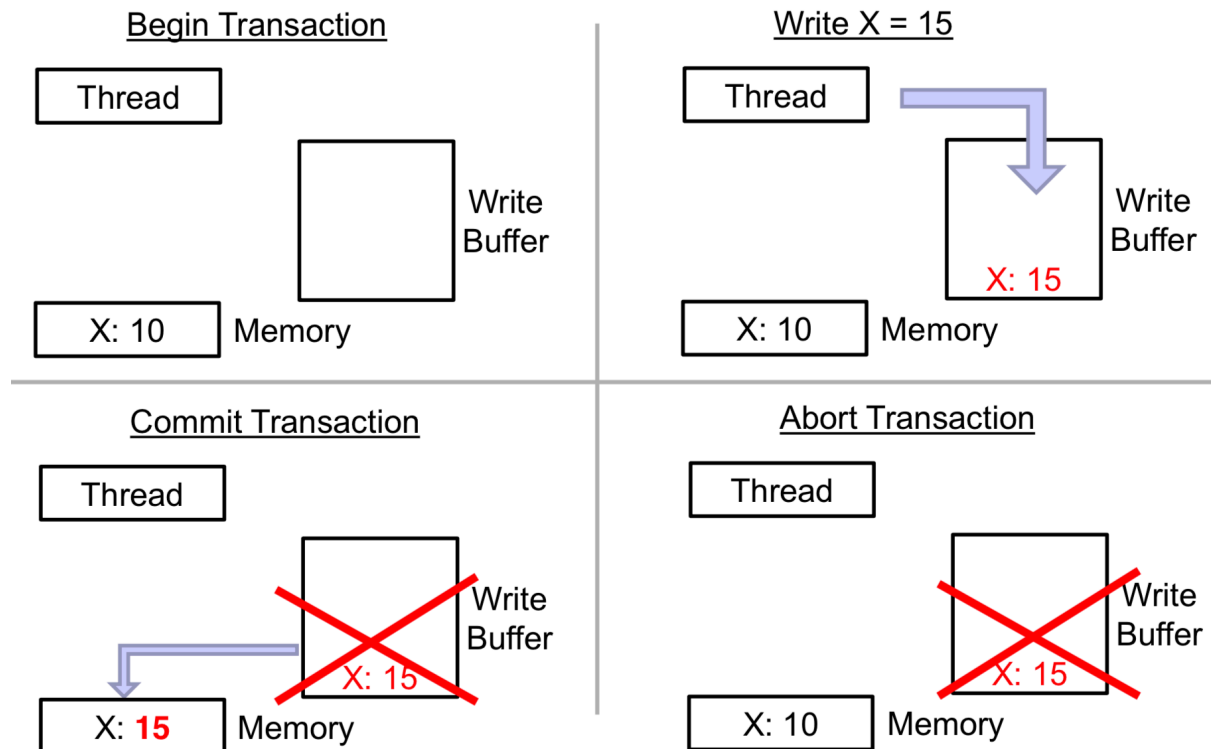 Begin Transaction
Thread
Write
Buffer
X: 10
Memory
Write X = 15
Thread
Write
Buffer
X: 15
X: 10
Memory
Commit Transaction
Thread
Write
Buffer
X: 15
X: 15
Memory
Abort Transaction
Thread
Write
Buffer
X: 15
X: 10
Memory